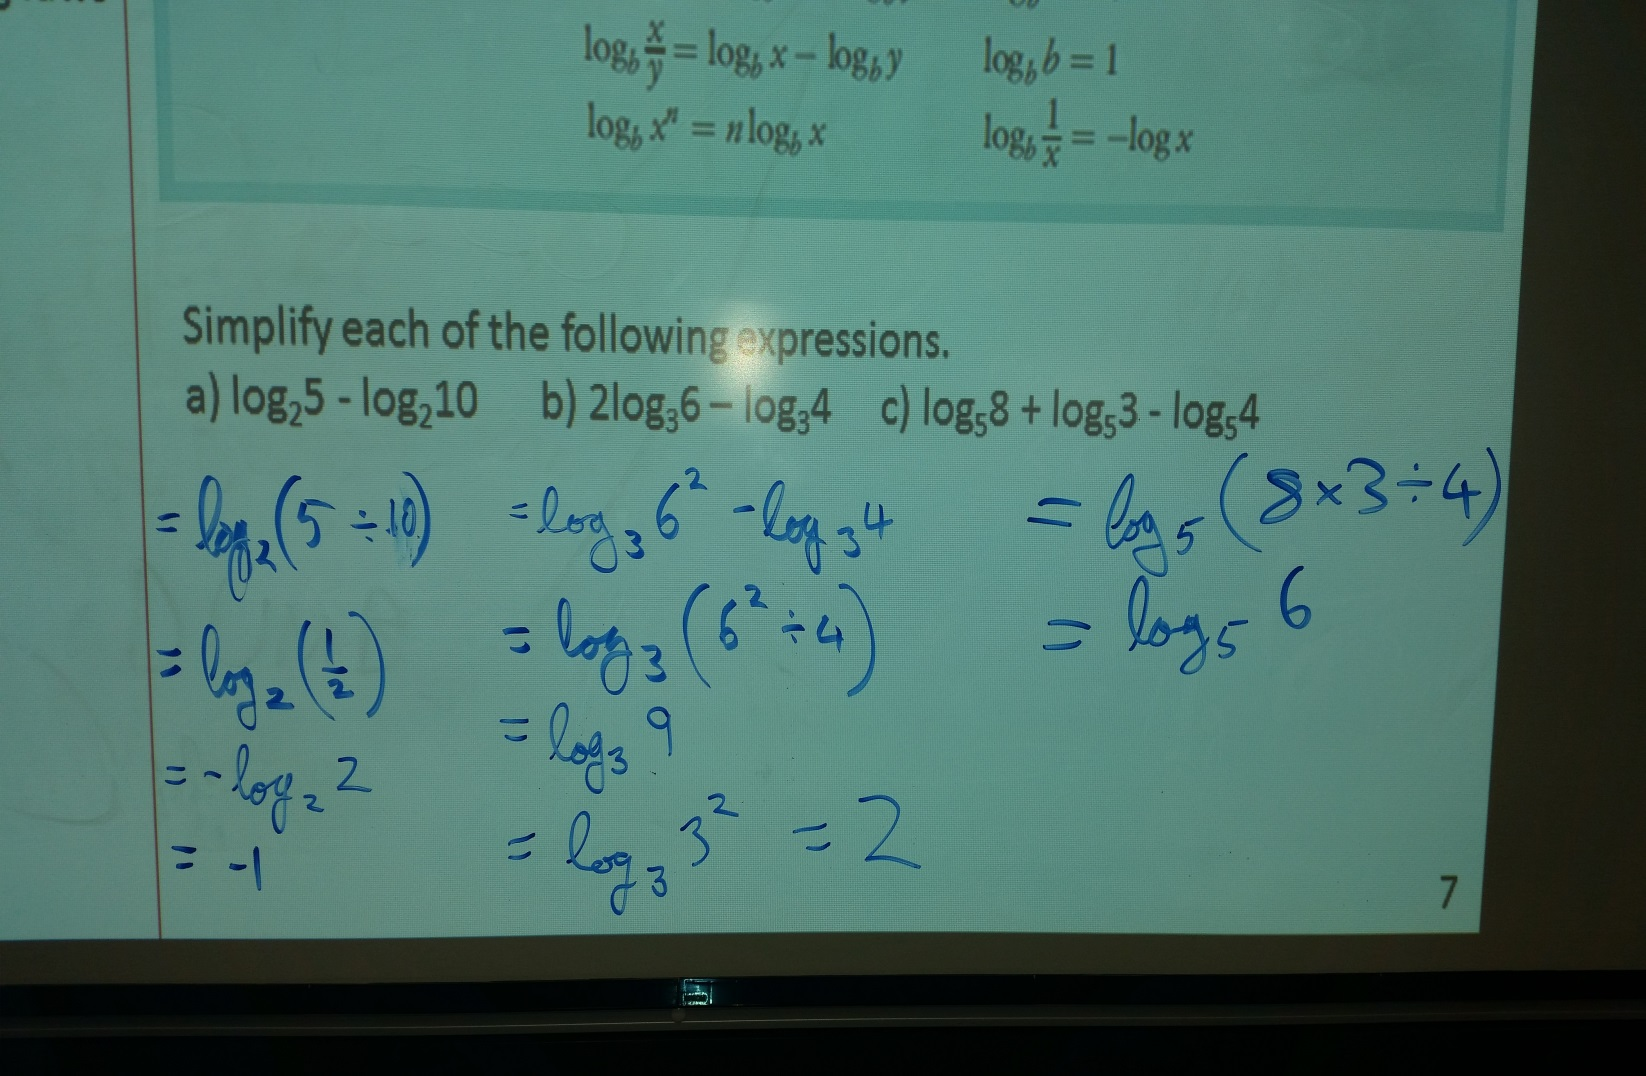 log_b x/y = log_b x – log_b y    log_b b = 1
log_b xⁿ = n log_b x    log_b 1/x = –log x
Simplify each of the following expressions.
a) log₂5 - log₂10    b) 2log₃6 – log₃4    c) log₅8 + log₅3 - log₅4
= log₂(5 ÷ 10)    = log₃ 6² - log₃ 4    = log₅ (8 × 3 ÷ 4)
= log₂ (1/2)    = log₃ (6² ÷ 4)    = log₅ 6
= - log₂ 2    = log₃ 9
= -1    = log₃ 3² = 2
7